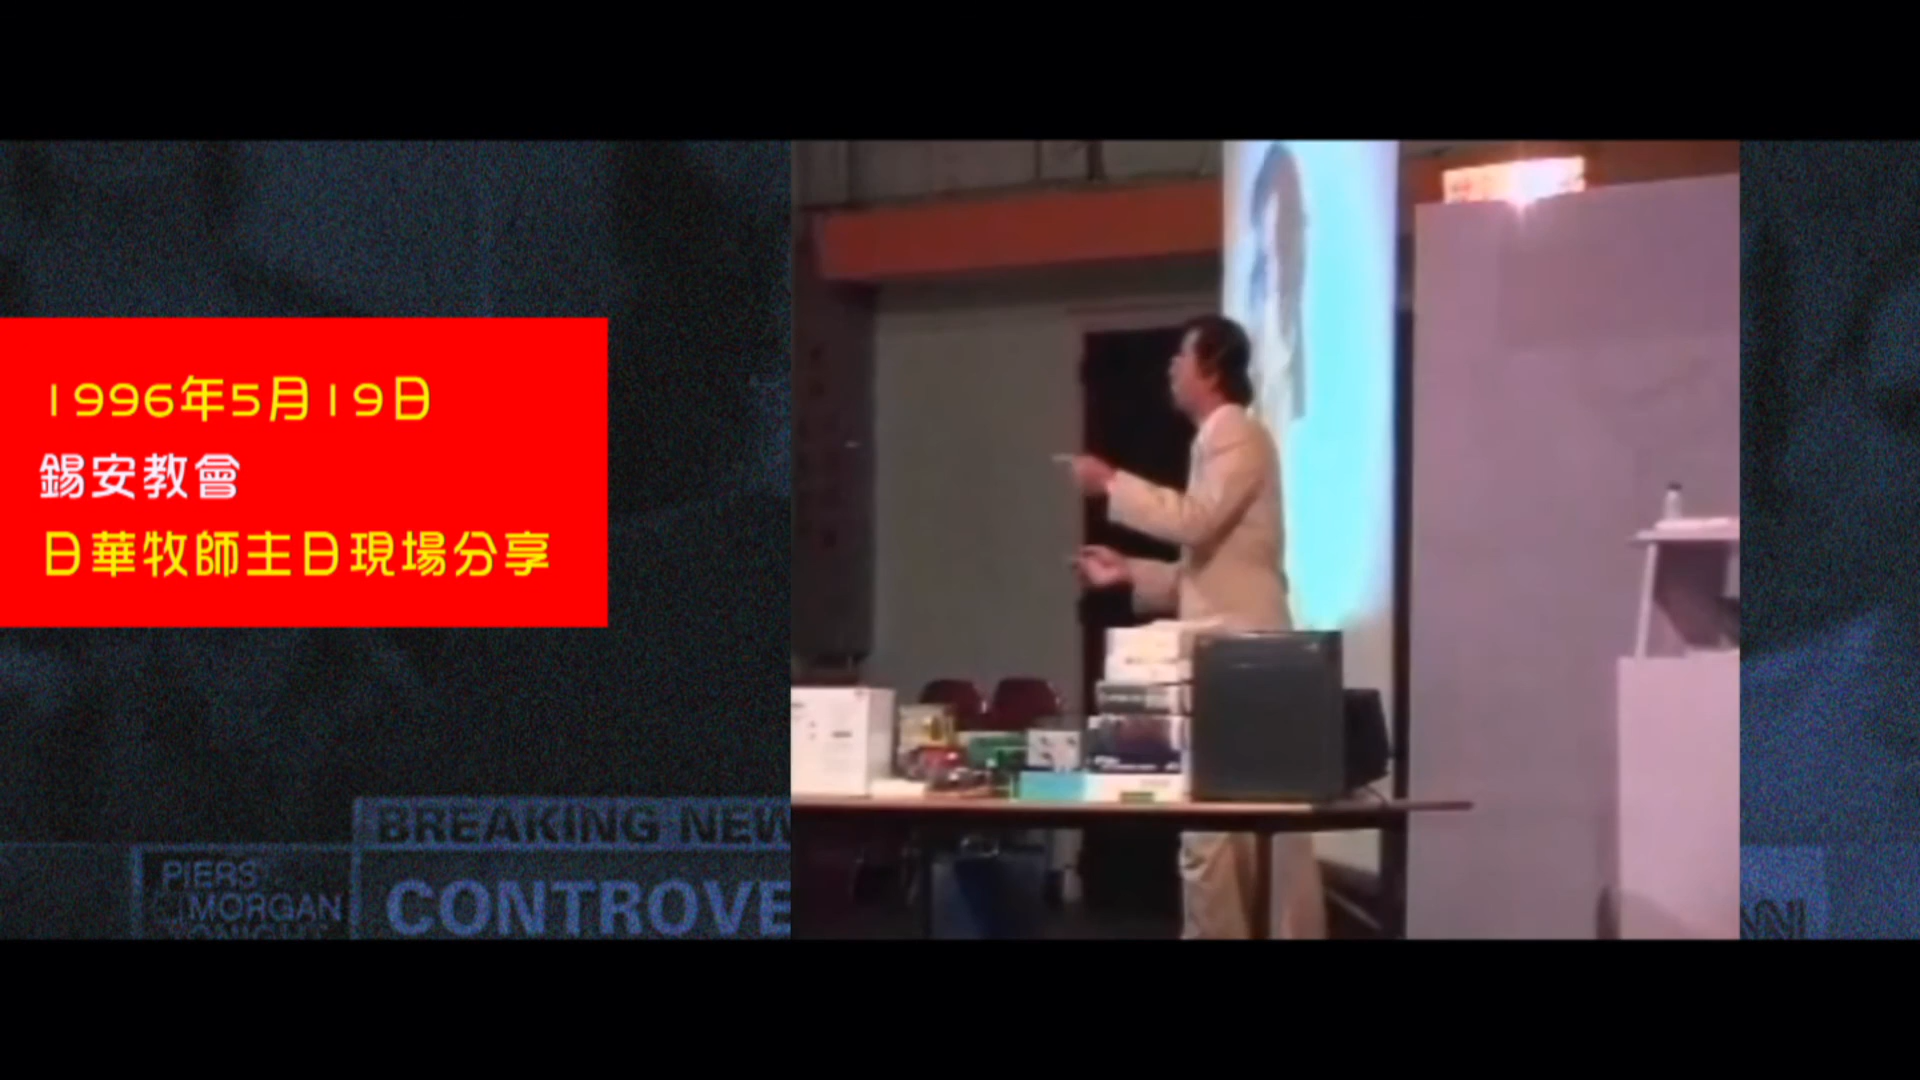 1996年5月19日
錫安教會
日華牧師主日現場分享
BREAKING NEW
PIERS
MORGAN
CONTROVE